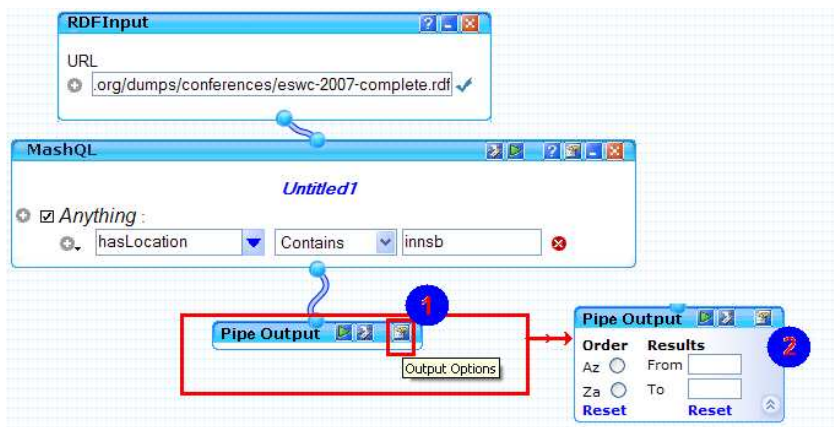 RDFInput
URL
.org/dumps/conferences/eswc-2007-complete.rdf
MashQL
Untitled1
Anything :
hasLocation Contains innsb
Pipe Output
1
Output Options
Pipe Output
2
Order Results
Az From
Za To
Reset Reset